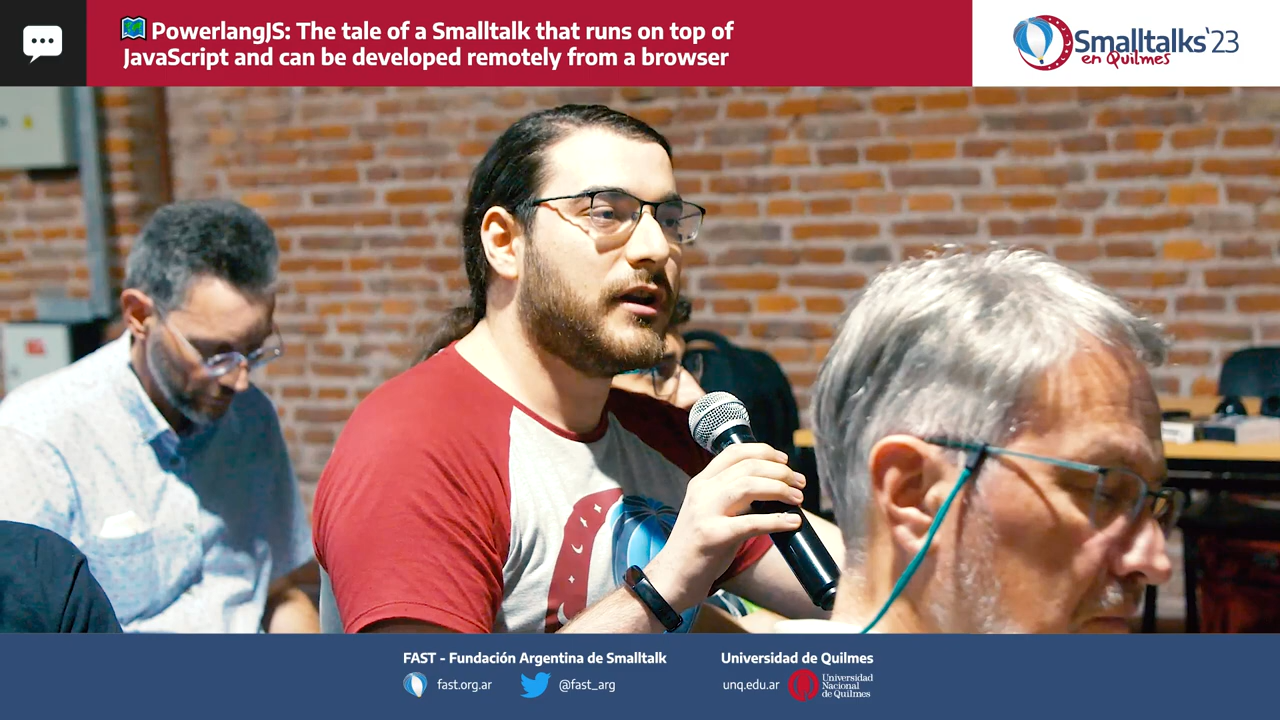 PowerlangJS: The tale of a Smalltalk that runs on top of
JavaScript and can be developed remotely from a browser
Smalltalks'23
en Quilmes
FAST - Fundación Argentina de Smalltalk
fast.org.ar
@fast_arg
Universidad de Quilmes
unq.edu.ar
Universidad
Nacional
de Quilmes